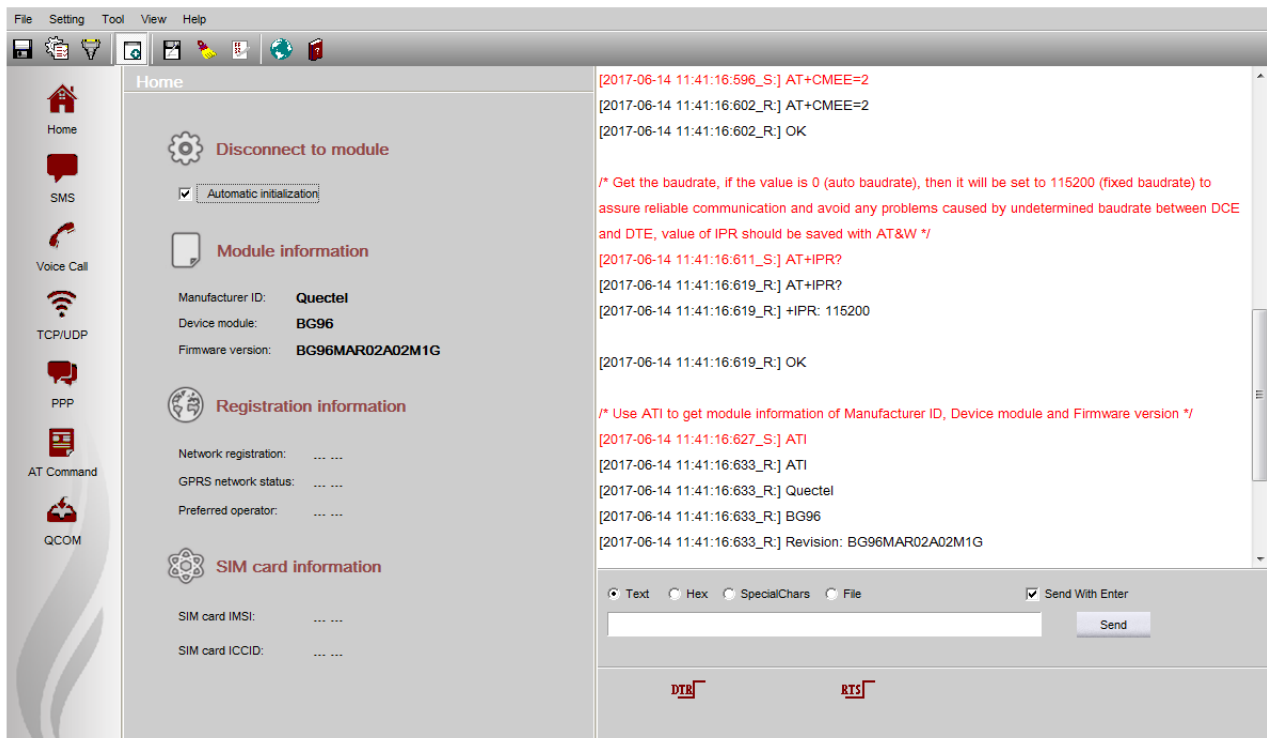 File Setting Tool View Help
Home
SMS
Voice Call
TCP/UDP
PPP
AT Command
QCOM
Home
Disconnect to module
Automatic initialization
Module information
Manufacturer ID: Quectel
Device module: BG96
Firmware version: BG96MAR02A02M1G
Registration information
Network registration: --- ---
GPRS network status: --- ---
Preferred operator: --- ---
SIM card information
SIM card IMSI: --- ---
SIM card ICCID: --- ---
[2017-06-14 11:41:16:596_S:] AT+CMEE=2
[2017-06-14 11:41:16:602_R:] AT+CMEE=2
[2017-06-14 11:41:16:602_R:] OK
/* Get the baudrate, if the value is 0 (auto baudrate), then it will be set to 115200 (fixed baudrate) to
assure reliable communication and avoid any problems caused by undetermined baudrate between DCE
and DTE, value of IPR should be saved with AT&W */
[2017-06-14 11:41:16:611_S:] AT+IPR?
[2017-06-14 11:41:16:619_R:] AT+IPR?
[2017-06-14 11:41:16:619_R:] +IPR: 115200
[2017-06-14 11:41:16:619_R:] OK
/* Use ATI to get module information of Manufacturer ID, Device module and Firmware version */
[2017-06-14 11:41:16:627_S:] ATI
[2017-06-14 11:41:16:633_R:] ATI
[2017-06-14 11:41:16:633_R:] Quectel
[2017-06-14 11:41:16:633_R:] BG96
[2017-06-14 11:41:16:633_R:] Revision: BG96MAR02A02M1G
Text Hex SpecialChars File Send With Enter
Send
DTR RTS